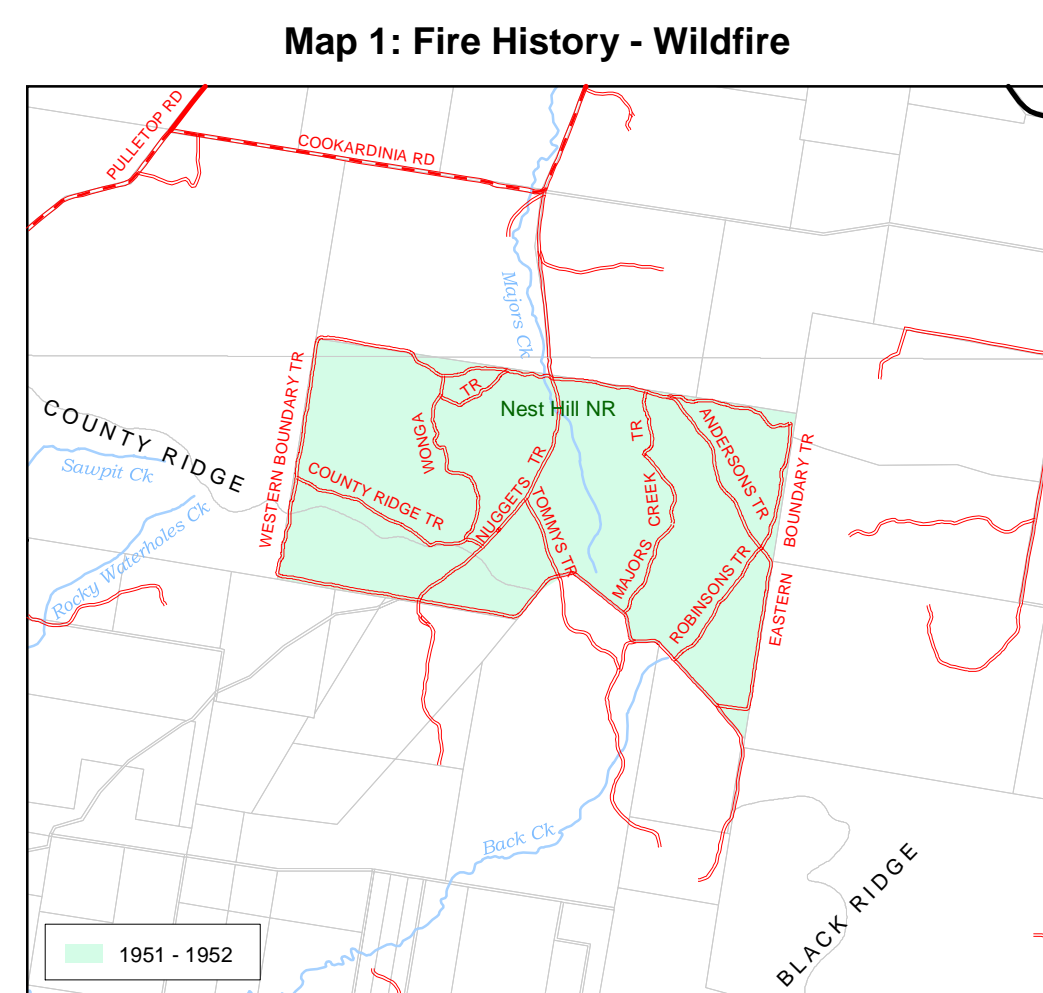 Map 1: Fire History - Wildfire
PULLETOP RD
COOKARDINIA RD
Majors Ck
WESTERN BOUNDARY TR
TR
WONGA
Nest Hill NR
COUNTY RIDGE
Sawpit Ck
Rocky Waterholes Ck
COUNTY RIDGE TR
NUGGETS TR
TOMMYS TR
MAJORS CREEK TR
ANDERSONS TR
ROBINSONS TR
EASTERN BOUNDARY TR
Back Ck
BLACK RIDGE
1951 - 1952